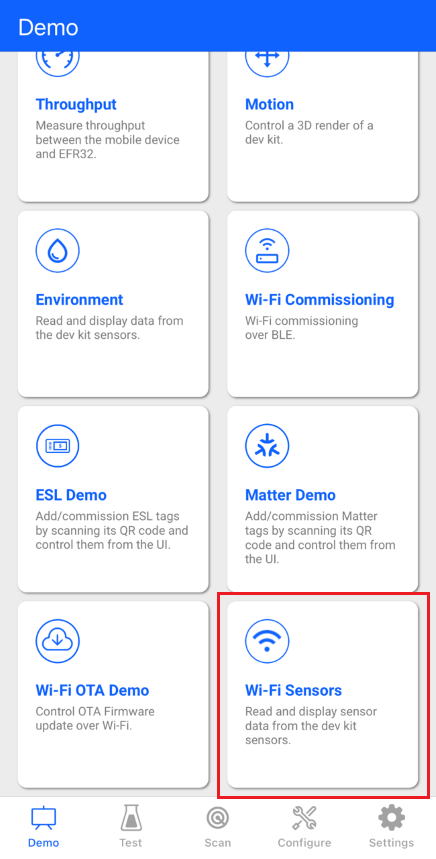 Demo
Throughput
Measure throughput
between the mobile device
and EFR32.
Motion
Control a 3D render of a
dev kit.
Environment
Read and display data from
the dev kit sensors.
Wi-Fi Commissioning
Wi-Fi commissioning
over BLE.
ESL Demo
Add/commission ESL tags
by scanning its QR code and
control them from the UI.
Matter Demo
Add/commission Matter
tags by scanning its QR
code and control them from
the UI.
Wi-Fi OTA Demo
Control OTA Firmware
update over Wi-Fi.
Wi-Fi Sensors
Read and display sensor
data from the dev kit
sensors.
Demo
Test
Scan
Configure
Settings